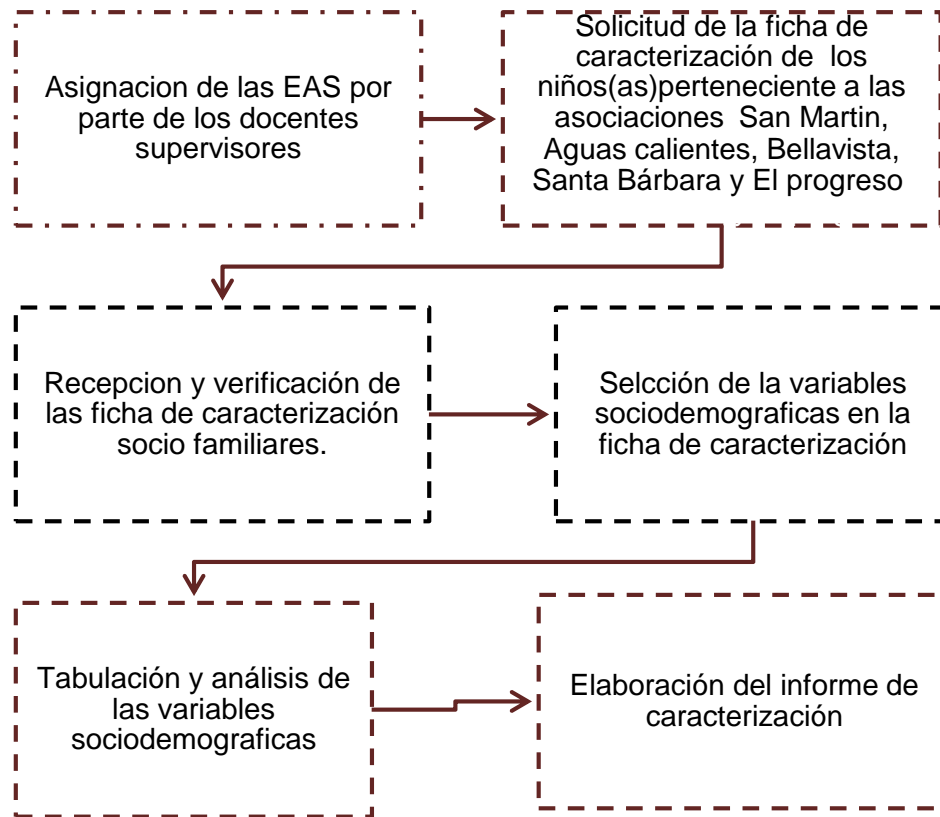 Asignacion de las EAS por
parte de los docentes
supervisores
Solicitud de la ficha de
caracterización de los
niños(as)perteneciente a las
asociaciones San Martin,
Aguas calientes, Bellavista,
Santa Bárbara y El progreso
Recepcion y verificación de
las ficha de caracterización
socio familiares.
Selcción de la variables
sociodemograficas en la
ficha de caracterización
Tabulación y análisis de
las variables
sociodemograficas
Elaboración del informe de
caracterización